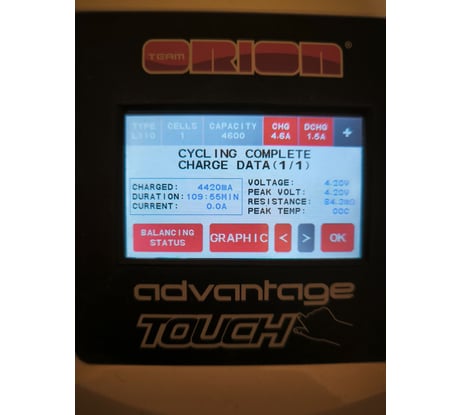 TEAM ORION®
TYPE CELLS CAPACITY CHG DCHG +
1 4600 4.6A 1.5A
CYCLING COMPLETE
CHARGE DATA(1/1)
CHARGED: 4420mA
DURATION:109:55MIN
CURRENT: 0.0A
VOLTAGE: 4.20V
PEAK VOLT: 4.20V
RESISTANCE: 84.2mΩ
PEAK TEMP: 00C
BALANCING
STATUS
GRAPHIC < > OK
advantage
TOUCH